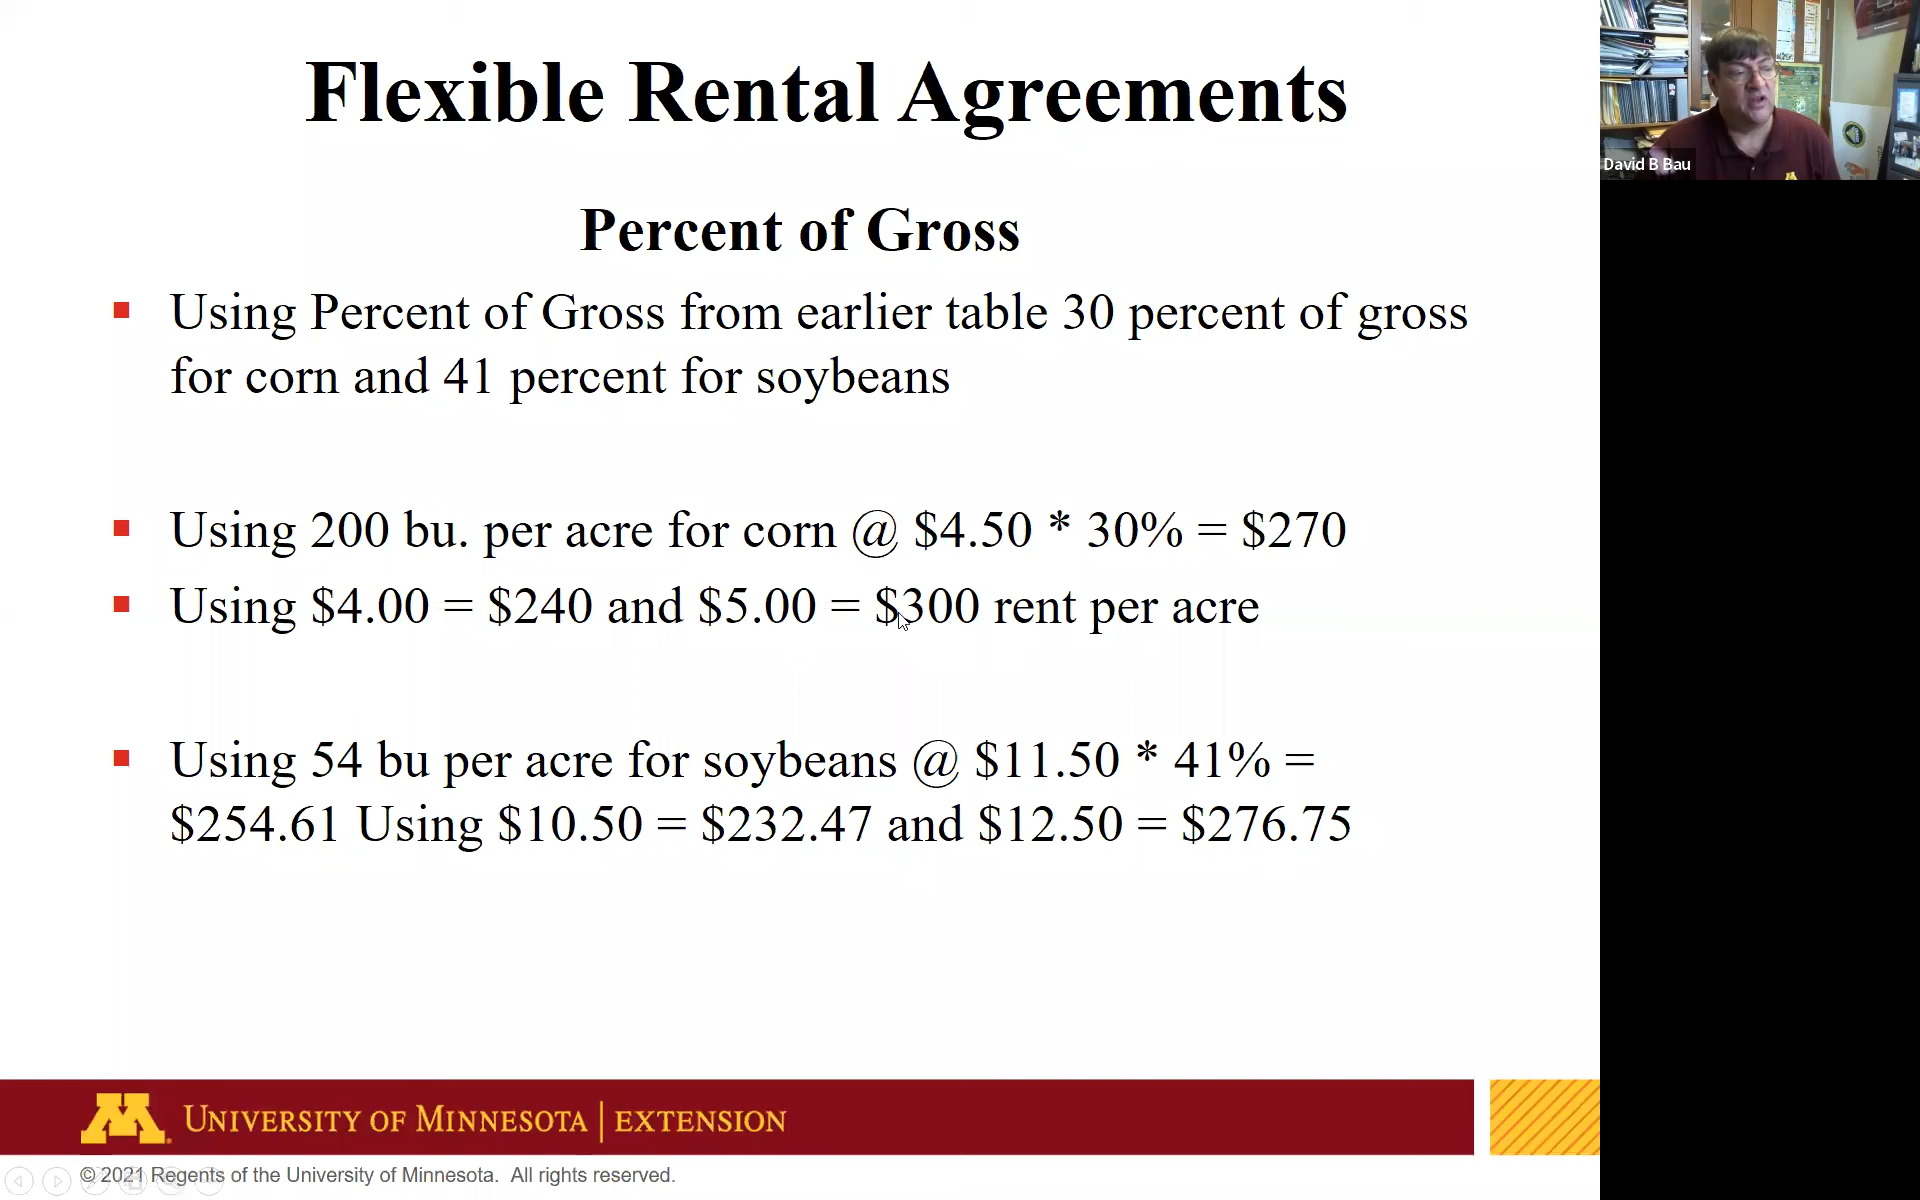 Flexible Rental Agreements
David B Bau
Percent of Gross
Using Percent of Gross from earlier table 30 percent of gross
for corn and 41 percent for soybeans
Using 200 bu. per acre for corn @ $4.50 * 30% = $270
Using $4.00 = $240 and $5.00 = $300 rent per acre
Using 54 bu per acre for soybeans @ $11.50 * 41% =
$254.61 Using $10.50 = $232.47 and $12.50 = $276.75
M UNIVERSITY OF MINNESOTA | EXTENSION
© 2021 Regents of the University of Minnesota. All rights reserved.